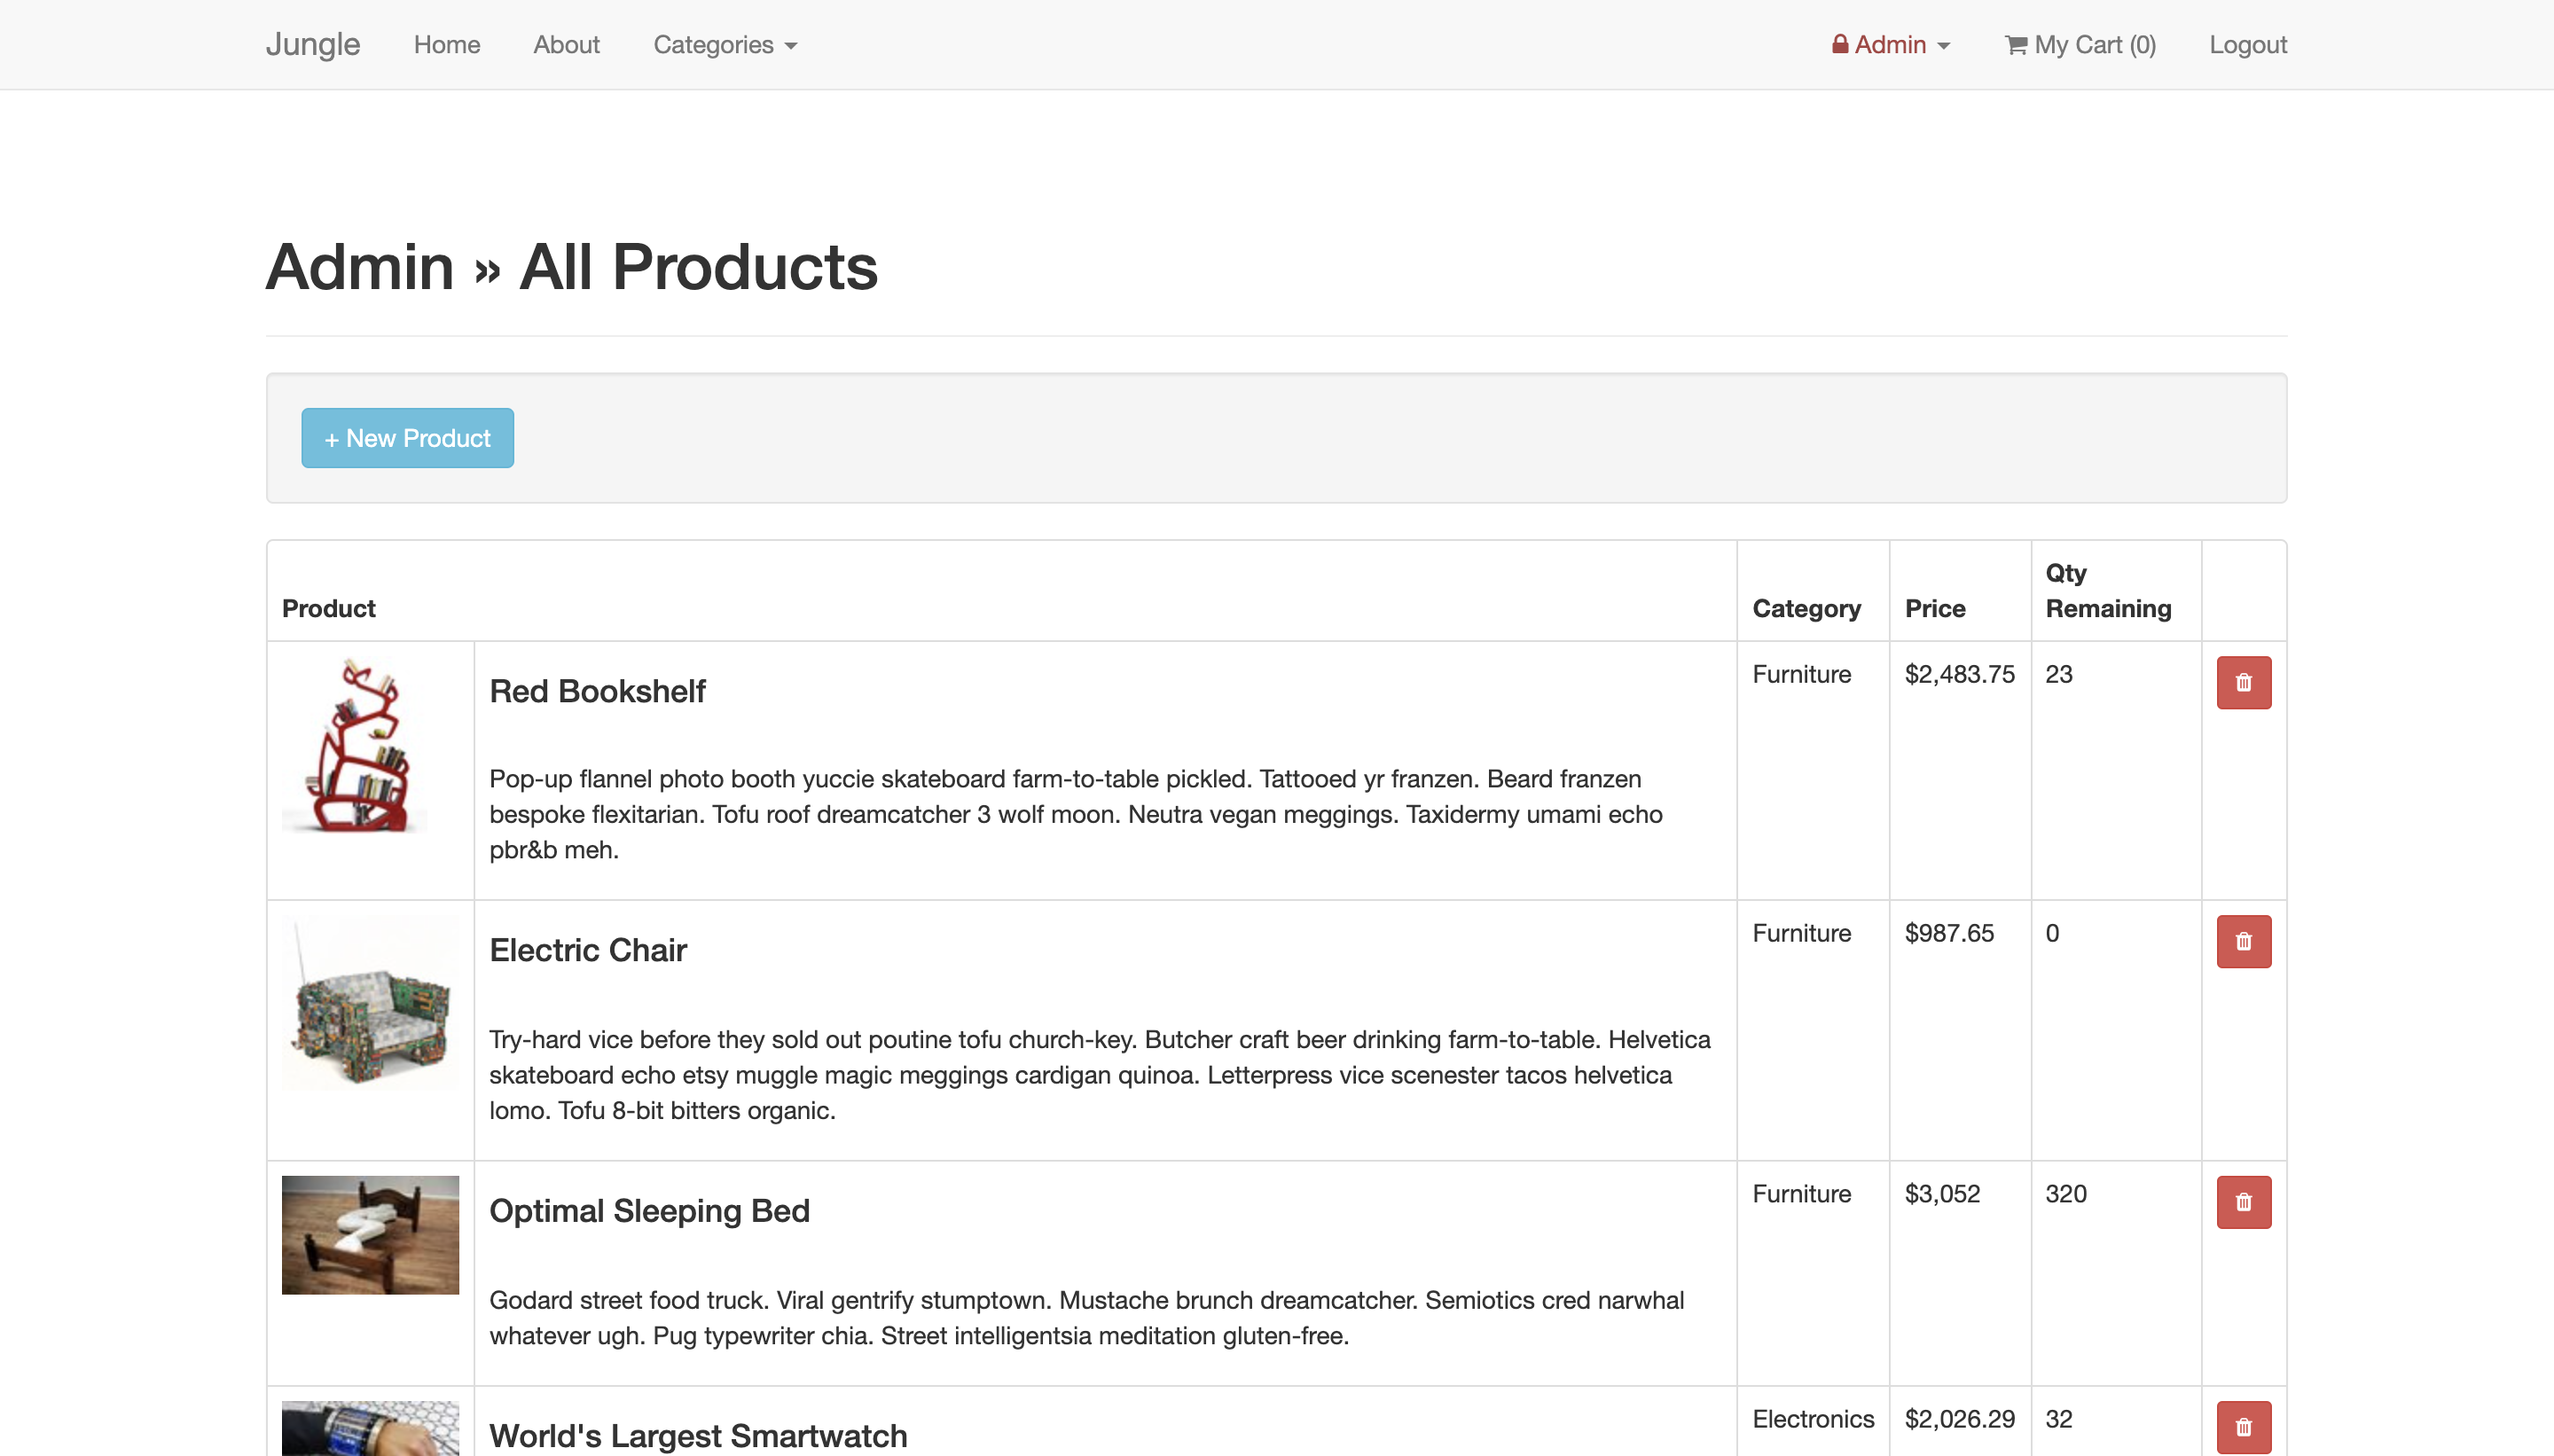 Jungle Home About Categories Admin My Cart (0) Logout
Admin » All Products
+ New Product
Product Category Price Qty Remaining
Red Bookshelf Furniture $2,483.75 23
Pop-up flannel photo booth yuccie skateboard farm-to-table pickled. Tattooed yr franzen. Beard franzen
bespoke flexitarian. Tofu roof dreamcatcher 3 wolf moon. Neutra vegan meggings. Taxidermy umami echo
pbr&b meh.
Electric Chair Furniture $987.65 0
Try-hard vice before they sold out poutine tofu church-key. Butcher craft beer drinking farm-to-table. Helvetica
skateboard echo etsy muggle magic meggings cardigan quinoa. Letterpress vice scenester tacos helvetica
lomo. Tofu 8-bit bitters organic.
Optimal Sleeping Bed Furniture $3,052 320
Godard street food truck. Viral gentrify stumptown. Mustache brunch dreamcatcher. Semiotics cred narwhal
whatever ugh. Pug typewriter chia. Street intelligentsia meditation gluten-free.
World's Largest Smartwatch Electronics $2,026.29 32